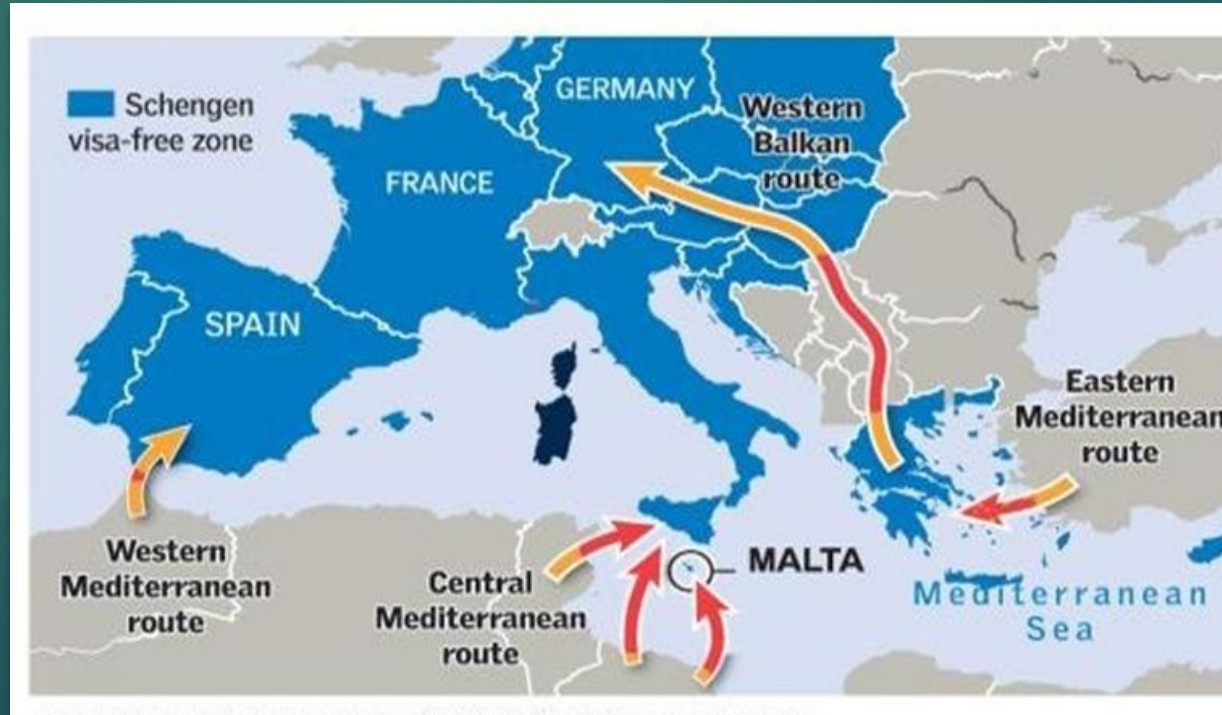 Schengen
visa-free zone
GERMANY
Western
Balkan
route
FRANCE
SPAIN
Eastern
Mediterranean
route
Western
Mediterranean
route
Central
Mediterranean
route
MALTA
Mediterranean
Sea